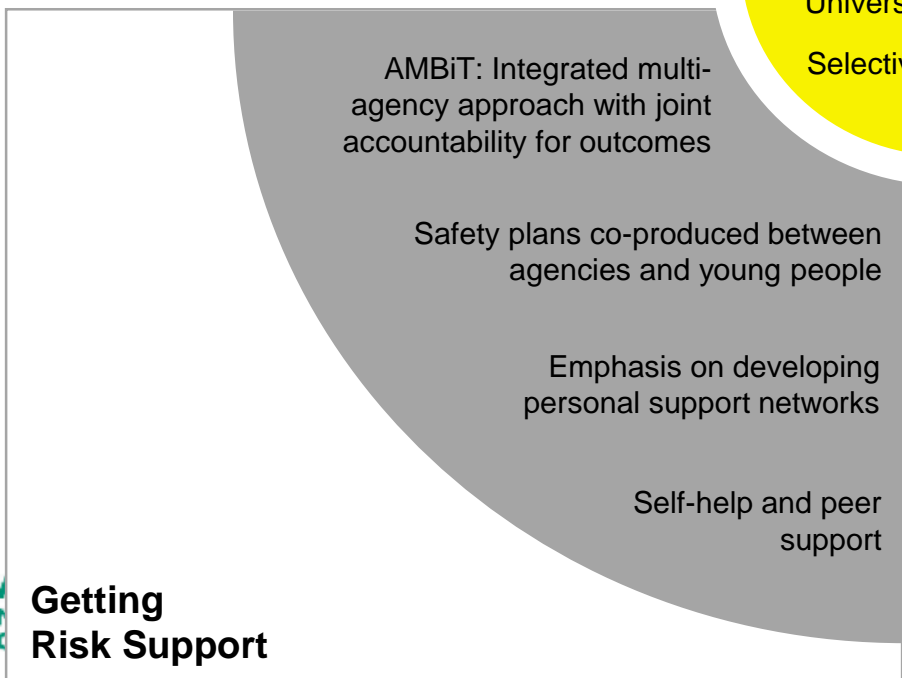 AMBiT: Integrated multi-
agency approach with joint
accountability for outcomes
Safety plans co-produced between
agencies and young people
Emphasis on developing
personal support networks
Self-help and peer
support
Getting
Risk Support